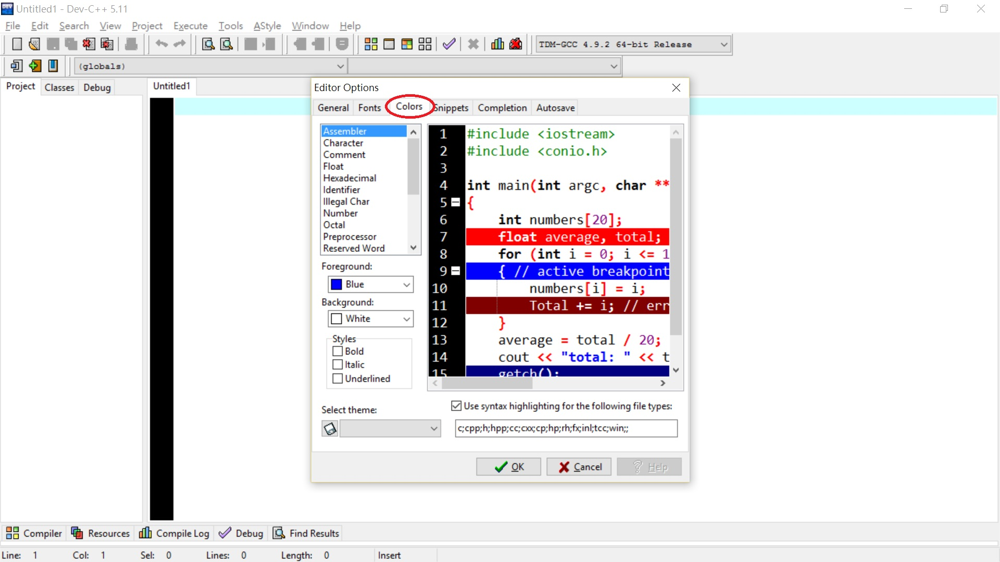 Untitled1 - Dev-C++ 5.11
File Edit Search View Project Execute Tools AStyle Window Help
TDM-GCC 4.9.2 64-bit Release
(globals)
Project Classes Debug
Untitled1
Editor Options
General Fonts Colors Snippets Completion Autosave
Assembler
Character
Comment
Float
Hexadecimal
Identifier
Illegal Char
Number
Octal
Preprocessor
Reserved Word
Foreground:
Blue
Background:
White
Styles
Bold
Italic
Underlined
Select theme:
1 #include <iostream>
2 #include <conio.h>
3
4 int main(int argc, char **
5 {
6 int numbers[20];
7 float average, total;
8 for (int i = 0; i <= 1
9 { // active breakpoint
10 numbers[i] = i;
11 Total += i; // err
12 }
13 average = total / 20;
14 cout << "total: " << t
15 getch();
Use syntax highlighting for the following file types:
c;cpp;h;hpp;cc;cxx;cp;hp;rh;fx;inl;tcc;win;;
OK Cancel Help
Compiler Resources Compile Log Debug Find Results
Line: 1 Col: 1 Sel: 0 Lines: 0 Length: 0 Insert